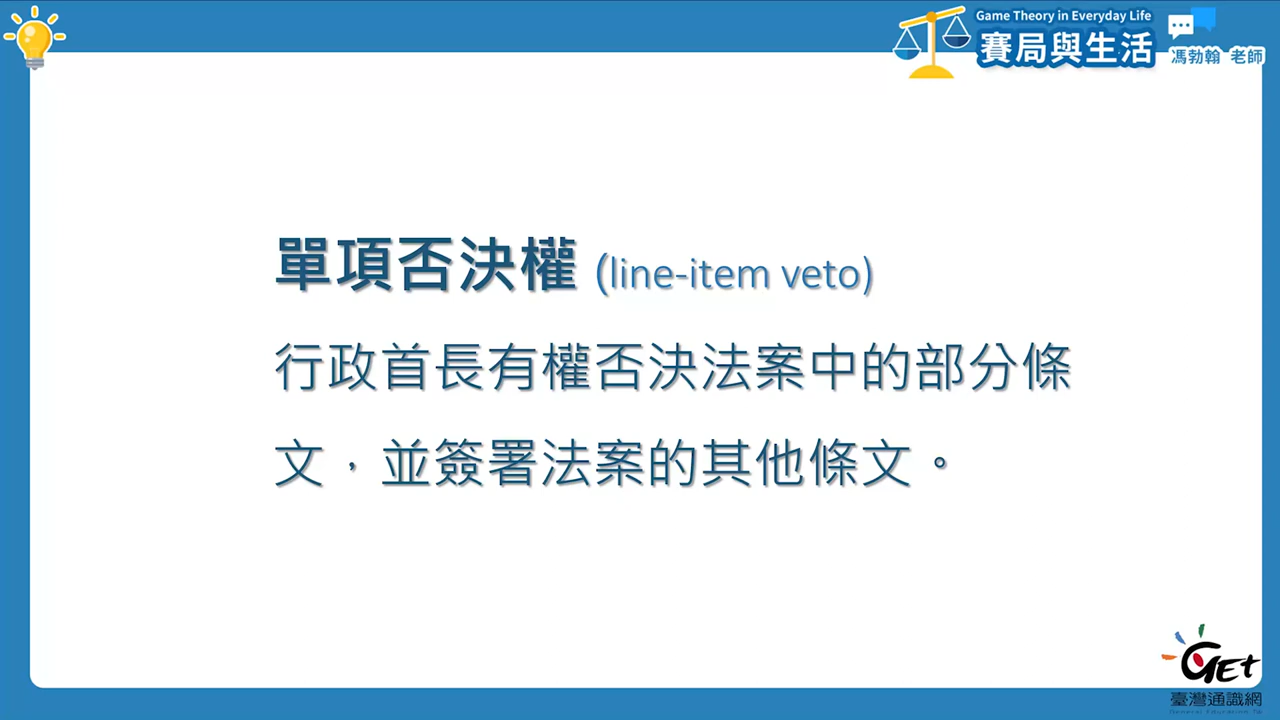 Game Theory in Everyday Life
賽局與生活
馮勃翰 老師
單項否決權 (line-item veto)
行政首長有權否決法案中的部分條
文，並簽署法案的其他條文。
GET
臺灣通識網